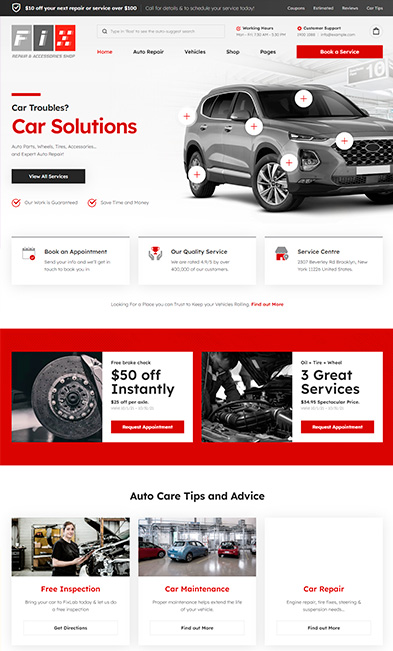 $10 off your next repair or service over $100
Call for details & to schedule your service today!
Coupons
Estimated
Reviews
Car Tips
Fix
REPAIR & ACCESSORIES SHOP
Type in 'Brak' to see the auto-suggest search
Working Hours
Mon - Fri: 7:30 AM - 5:30 PM
Customer Support
info@example.com
Home
Auto Repair
Vehicles
Shop
Pages
Book a Service
Car Troubles?
Car Solutions
Auto Parts, Wheels, Tires, Accessories...
and Expert Auto Repair!
View All Services
Our Work is Guaranteed
Save Time and Money
Book an Appointment
Send your info and we'll get in
touch to book you in.
Our Quality Service
We are rated 4.9/5 by over
400,000 of our customers.
Service Centre
2307 Beverley Rd Brooklyn, New
York 11226 United States.
Looking For a Place you can Trust to Keep your Vehicles Rolling. Find out More
Free brake check
$50 off
Instantly
$25 off per axle.
Request Appointment
Oil + Tire + Wheel
3 Great
Services
$34.95 Spectacular Price.
Request Appointment
Auto Care Tips and Advice
Free Inspection
Bring your car to FixLab today & let us do
a free inspection
Get Directions
Car Maintenance
Proper maintenance helps extend the life
of your vehicle.
Find out More
Car Repair
Engine repair, tire fixes, steering &
suspension needs...
Find out More